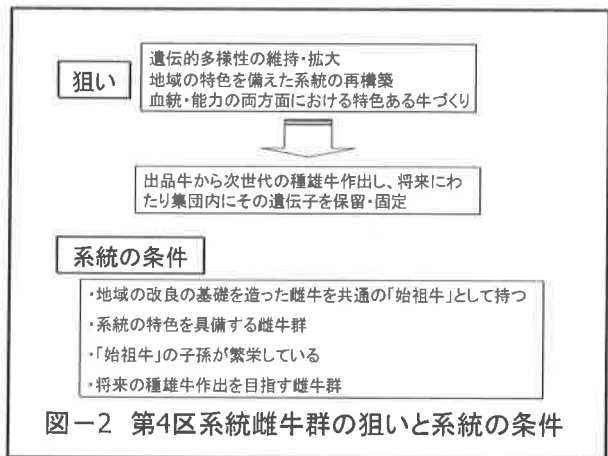 狙い
遺伝的多様性の維持・拡大
地域の特色を備えた系統の再構築
血統・能力の両方面における特色ある牛づくり
出品牛から次世代の種雄牛作出し、将来にわ
たり集団内にその遺伝子を保留・固定
系統の条件
・地域の改良の基礎を造った雌牛を共通の「始祖牛」として持つ
・系統の特色を具備する雌牛群
・「始祖牛」の子孫が繁栄している
・将来の種雄牛作出を目指す雌牛群
図－2 第4区系統雌牛群の狙いと系統の条件